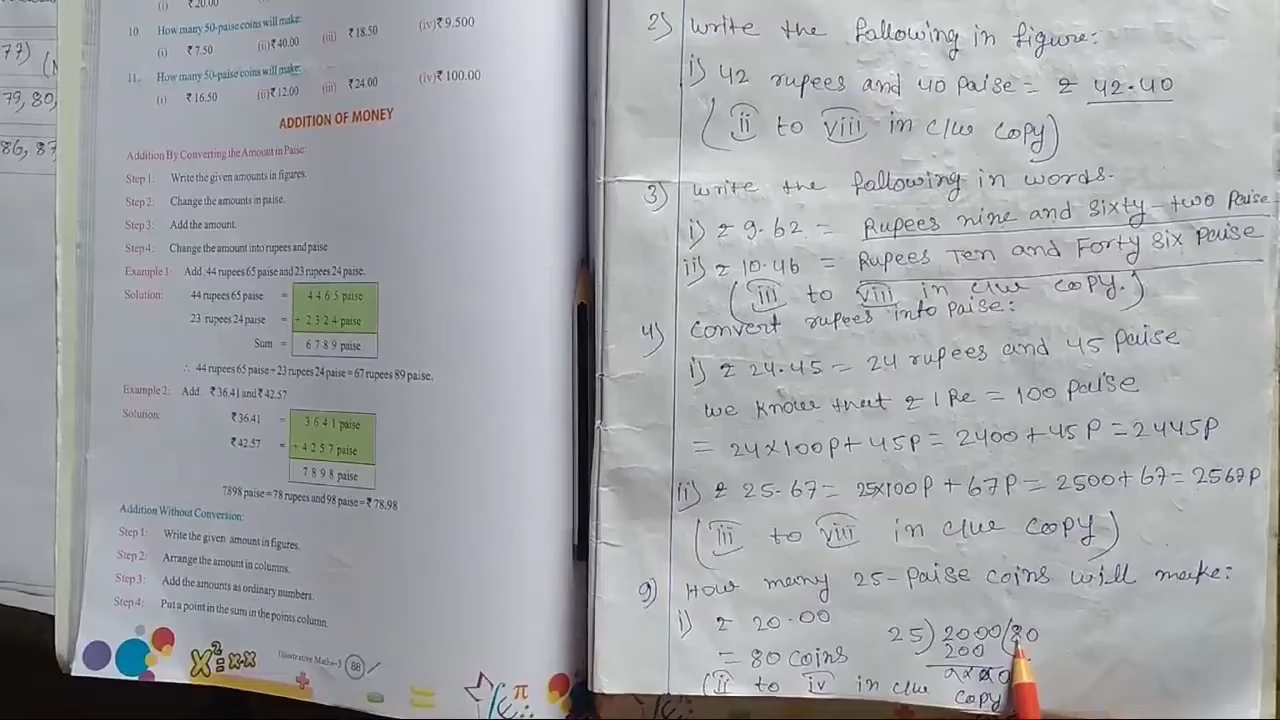 77) (
79, 80,
86, 87
(i) ₹20.00
10. How many 50-paise coins will make:
(i) ₹7.50 (ii) ₹40.00 (iii) ₹18.50 (iv) ₹9.500
11. How many 50-paise coins will make:
(i) ₹16.50 (ii) ₹12.00 (iii) ₹24.00 (iv) ₹100.00
ADDITION OF MONEY
Addition By Converting the Amount in Paise:
Step 1: Write the given amounts in figures.
Step 2: Change the amounts in paise.
Step 3: Add the amount.
Step 4: Change the amount into rupees and paise
Example 1 Add 44 rupees 65 paise and 23 rupees 24 paise.
Solution: 44 rupees 65 paise = 4 4 6 5 paise
23 rupees 24 paise = + 2 3 2 4 paise
Sum = 6 7 8 9 paise
∴ 44 rupees 65 paise + 23 rupees 24 paise = 67 rupees 89 paise.
Example 2: Add ₹36.41 and ₹42.57
Solution: ₹36.41 = 3 6 4 1 paise
₹42.57 = + 4 2 5 7 paise
7 8 9 8 paise
7898 paise = 78 rupees and 98 paise = ₹78.98
Addition Without Conversion:
Step 1: Write the given amount in figures.
Step 2: Arrange the amount in columns.
Step 3: Add the amounts as ordinary numbers.
Step 4: Put a point in the sum in the points column.
x²= x-x
Illustrative Maths-3 88
π
2) Write the following in figure:
i) 42 rupees and 40 Paise = ₹ 42.40
(ii to viii in c/w copy)
3) Write the following in words.
i) ₹ 9.62 = Rupees nine and sixty-two Paise
ii) ₹ 10.46 = Rupees Ten and Forty six paise
(iii to viii in c/w copy.)
4) Convert rupees into paise:
i) ₹ 24.45 = 24 rupees and 45 paise
we know that ₹ 1 Re = 100 paise
= 24×100P+ 45P = 2400+45P = 2445P
ii) ₹ 25.67 = 25×100P + 67P = 2500+67 = 2567P
(iii to viii in c/w copy)
9) How many 25-paise coins will make:
i) ₹ 20.00 25)2000(80
= 80 coins 200
(ii to iv in c/w copy